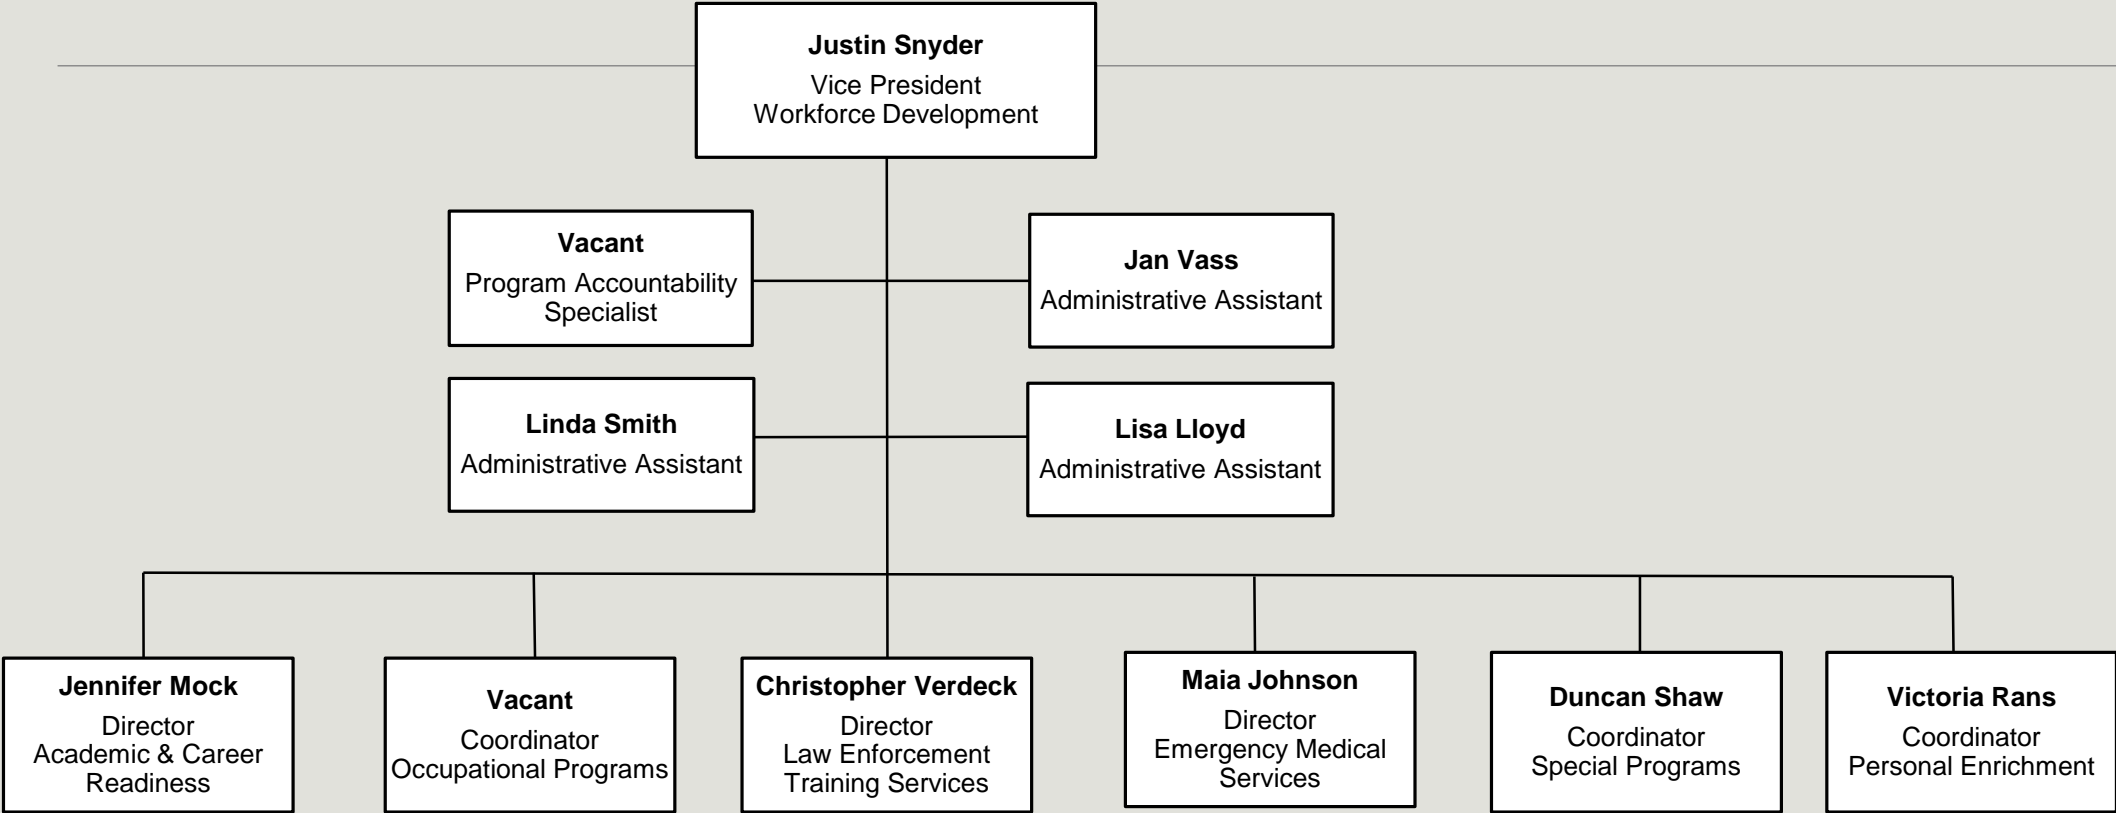 Justin Snyder
Vice President
Workforce Development
Vacant
Program Accountability
Specialist
Jan Vass
Administrative Assistant
Linda Smith
Administrative Assistant
Lisa Lloyd
Administrative Assistant
Jennifer Mock
Director
Academic & Career
Readiness
Vacant
Coordinator
Occupational Programs
Christopher Verdeck
Director
Law Enforcement
Training Services
Maia Johnson
Director
Emergency Medical
Services
Duncan Shaw
Coordinator
Special Programs
Victoria Rans
Coordinator
Personal Enrichment